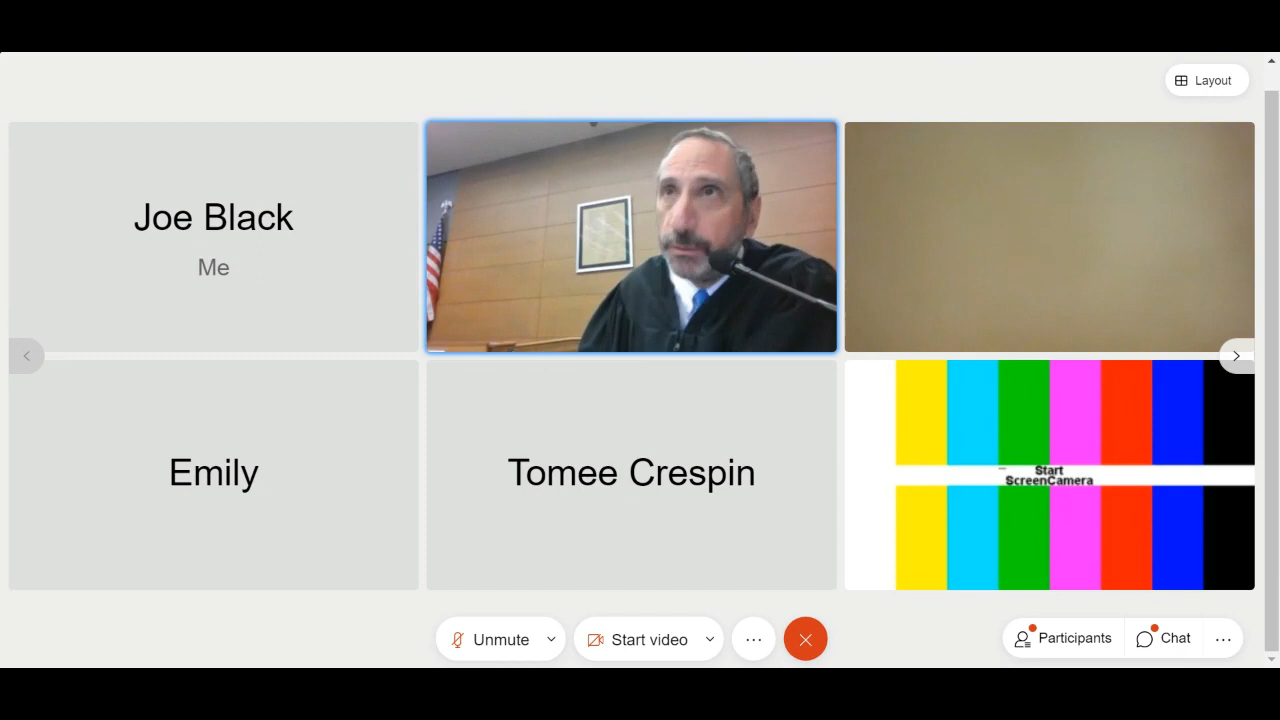 Layout
Joe Black
Me
Emily
Tomee Crespin
Start
ScreenCamera
Unmute
Start video
Participants
Chat